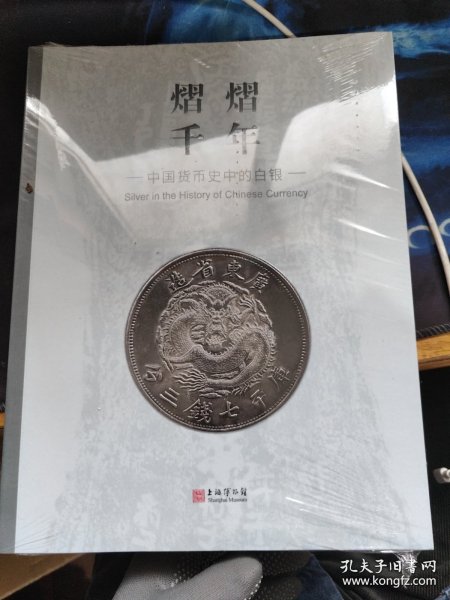 熠熠
千年
中国货币史中的白银
Silver in the History of Chinese Currency
廣東省造
庫平七錢三分
上海博物館
Shanghai Museum
孔夫子旧书网
www.kongfz.com